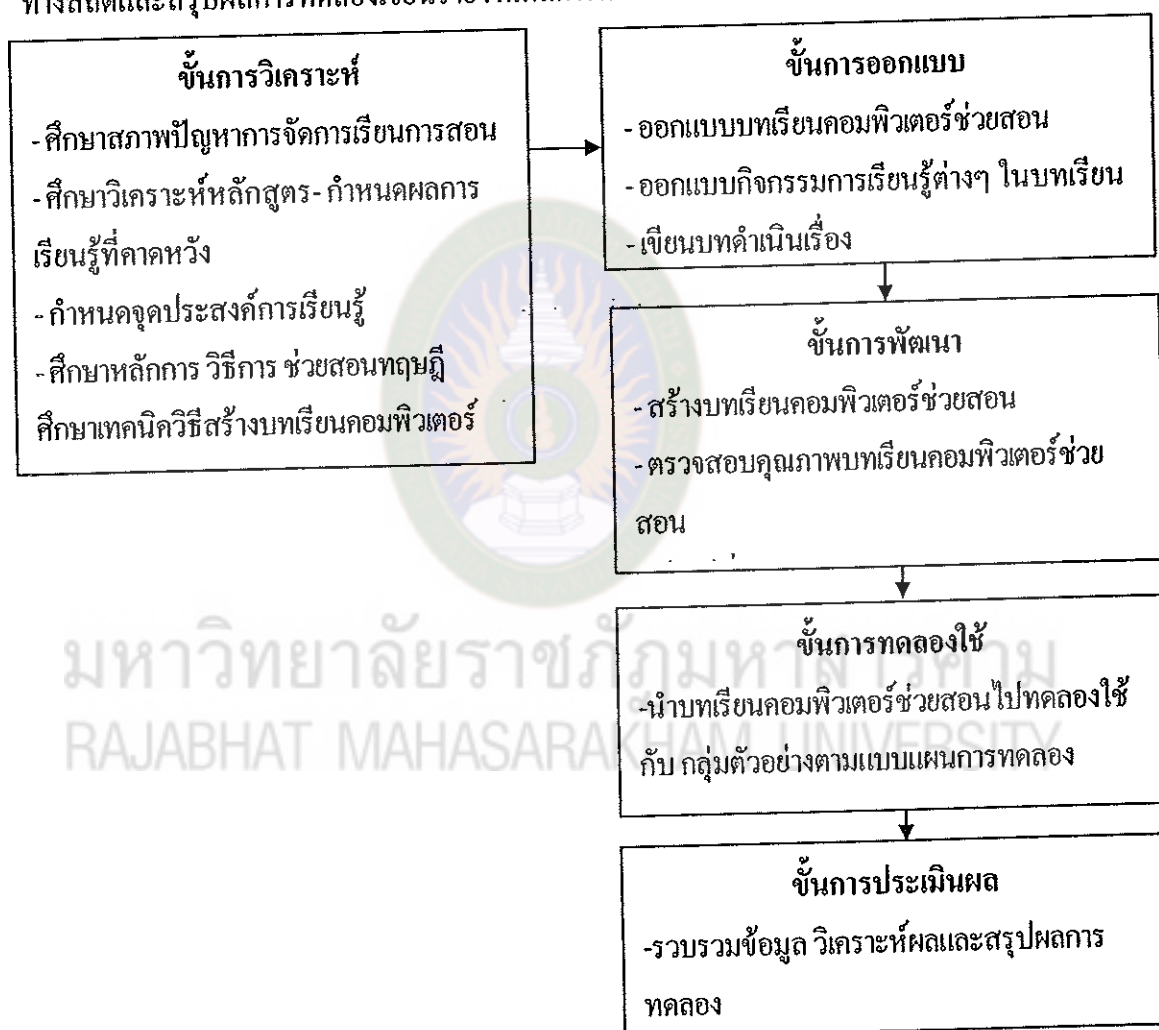 ขั้นการวิเคราะห์
- ศึกษาสภาพปัญหาการจัดการเรียนการสอน
- ศึกษาวิเคราะห์หลักสูตร- กำหนดผลการ
เรียนรู้ที่คาดหวัง
- กำหนดจุดประสงค์การเรียนรู้
- ศึกษาหลักการ วิธีการ ช่วยสอนทฤษฎี
ศึกษาเทคนิควิธีสร้างบทเรียนคอมพิวเตอร์
ขั้นการออกแบบ
- ออกแบบบทเรียนคอมพิวเตอร์ช่วยสอน
- ออกแบบกิจกรรมการเรียนรู้ต่างๆ ในบทเรียน
- เขียนบทดำเนินเรื่อง
ขั้นการพัฒนา
- สร้างบทเรียนคอมพิวเตอร์ช่วยสอน
- ตรวจสอบคุณภาพบทเรียนคอมพิวเตอร์ช่วย
สอน
ขั้นการทดลองใช้
-นำบทเรียนคอมพิวเตอร์ช่วยสอนไปทดลองใช้
กับ กลุ่มตัวอย่างตามแบบแผนการทดลอง
ขั้นการประเมินผล
-รวบรวมข้อมูล วิเคราะห์ผลและสรุปผลการ
ทดลอง
มหาวิทยาลัยราชภัฏมหาสารคาม
RAJABHAT MAHASARAKHAM UNIVERSITY